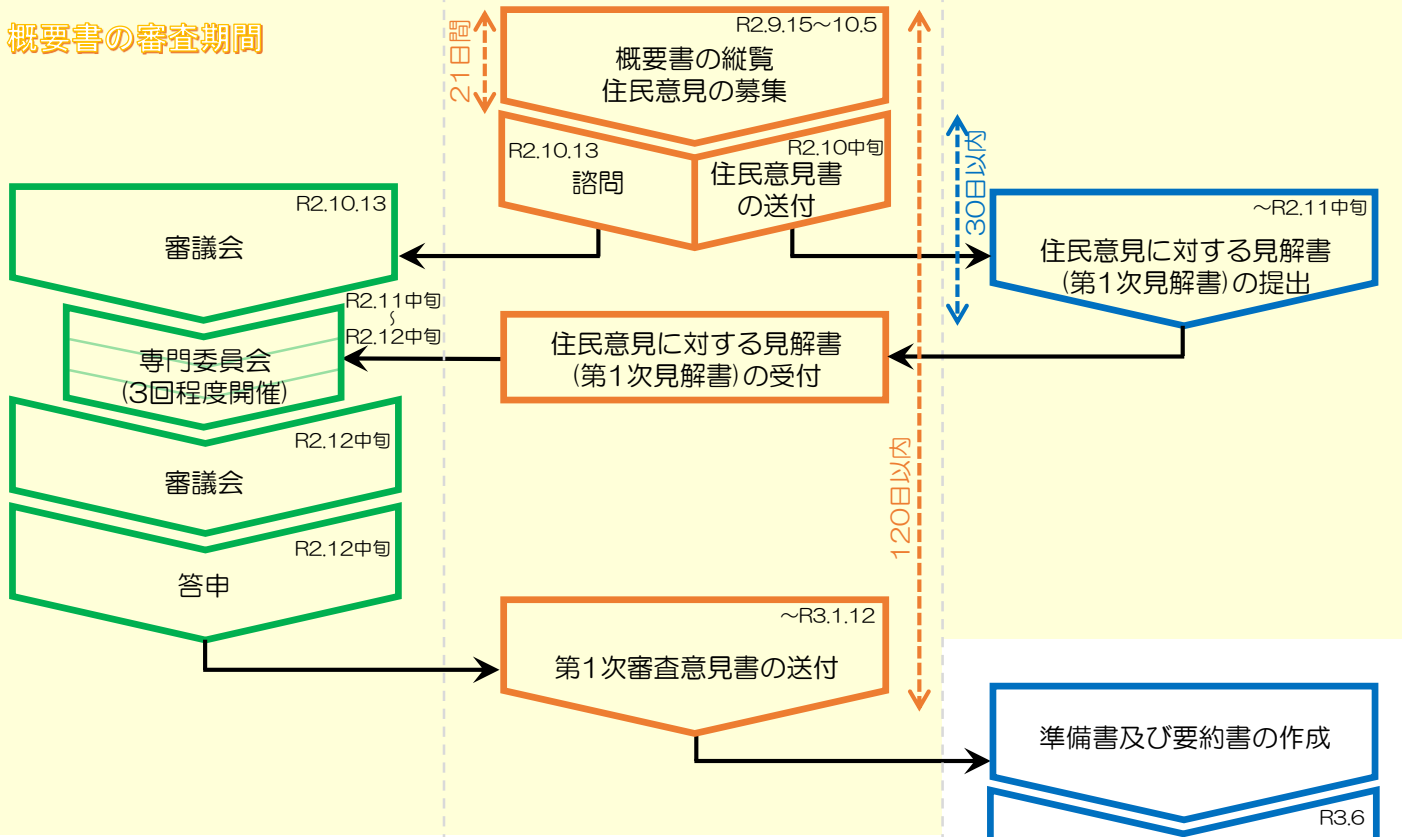 概要書の審査期間
21日間
R2.9.15～10.5
概要書の縦覧
住民意見の募集
R2.10.13
諮問
R2.10中旬
住民意見書
の送付
30日以内
R2.10.13
審議会
～R2.11中旬
住民意見に対する見解書
(第1次見解書)の提出
R2.11中旬
～
R2.12中旬
専門委員会
(3回程度開催)
住民意見に対する見解書
(第1次見解書)の受付
120日以内
R2.12中旬
審議会
R2.12中旬
答申
～R3.1.12
第1次審査意見書の送付
準備書及び要約書の作成
R3.6